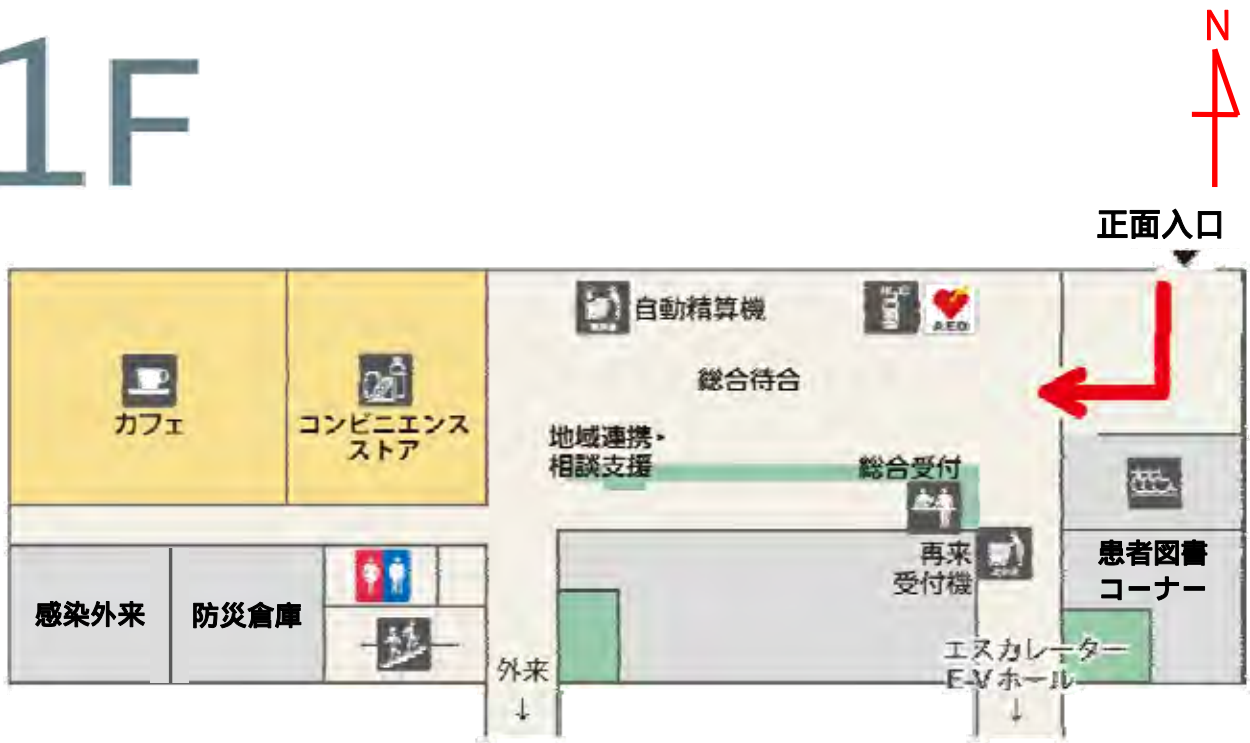 1F
N
正面入口
自動精算機
AED
総合待合
カフェ
コンビニエンス
ストア
地域連携・
相談支援
総合受付
再来
受付機
患者図書
コーナー
感染外来
防災倉庫
外来
↓
エスカレーター
E-Vホール
↓